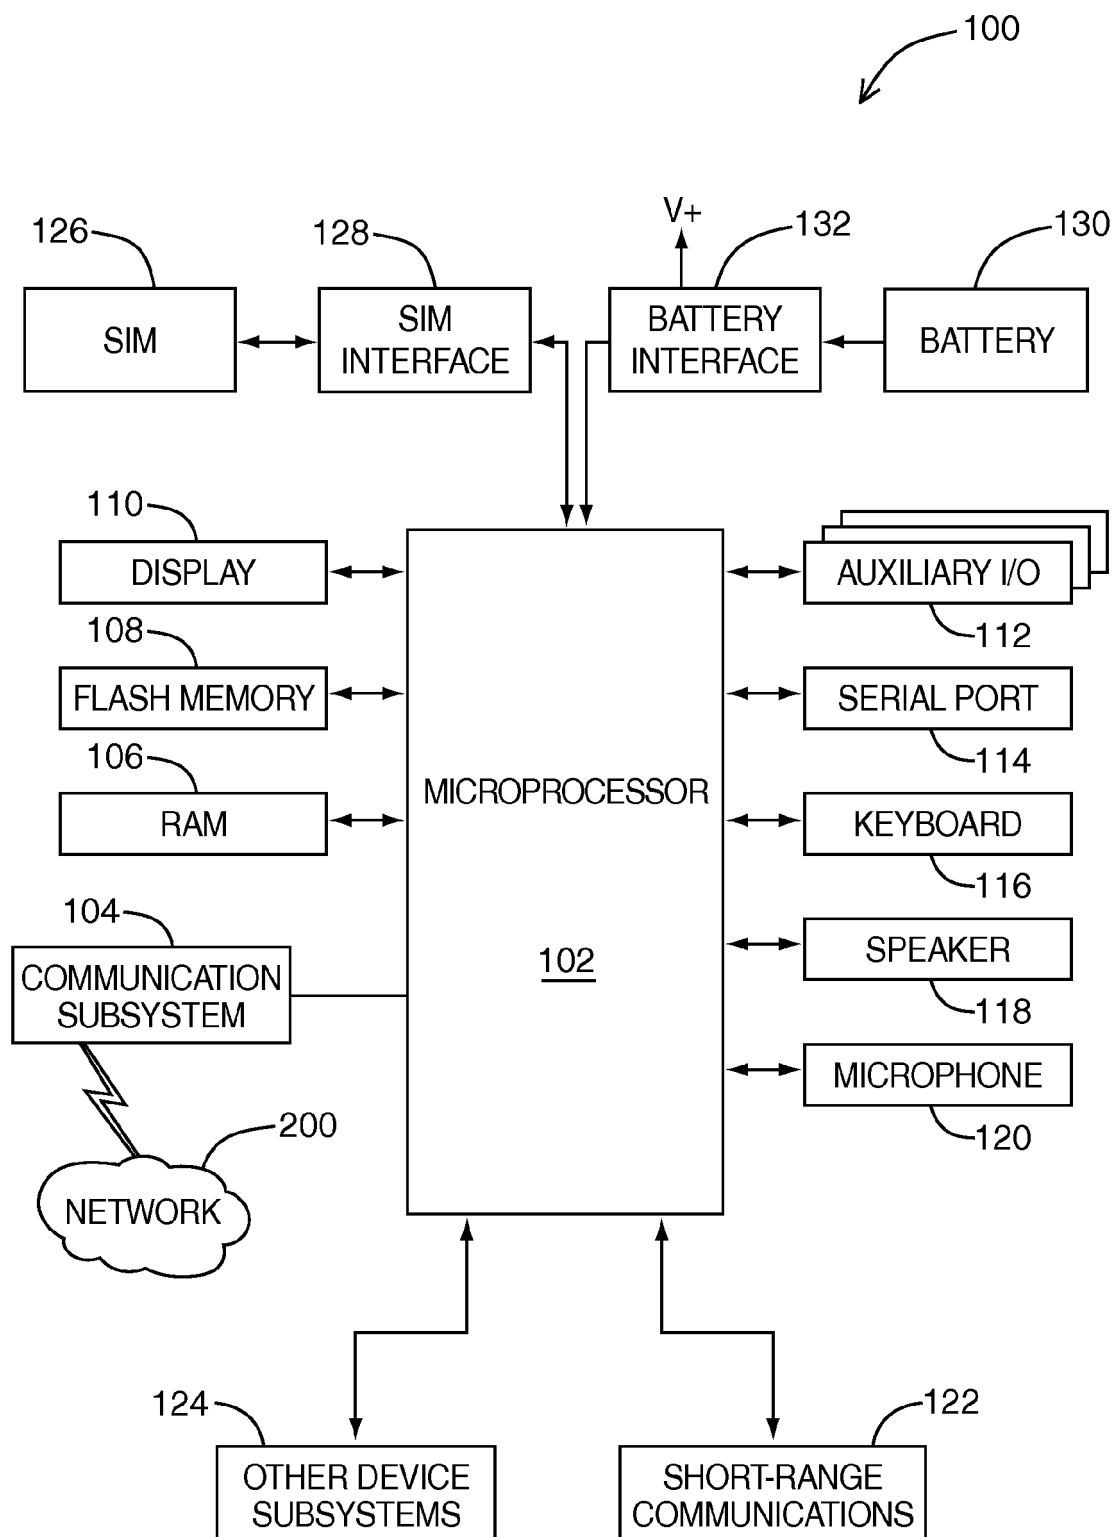 100
V+
126
128
132
130
SIM
SIM
INTERFACE
BATTERY
INTERFACE
BATTERY
110
DISPLAY
AUXILIARY I/O
112
108
FLASH MEMORY
SERIAL PORT
114
106
RAM
MICROPROCESSOR
KEYBOARD
116
104
COMMUNICATION
SUBSYSTEM
102
SPEAKER
118
MICROPHONE
120
200
NETWORK
124
122
OTHER DEVICE
SUBSYSTEMS
SHORT-RANGE
COMMUNICATIONS